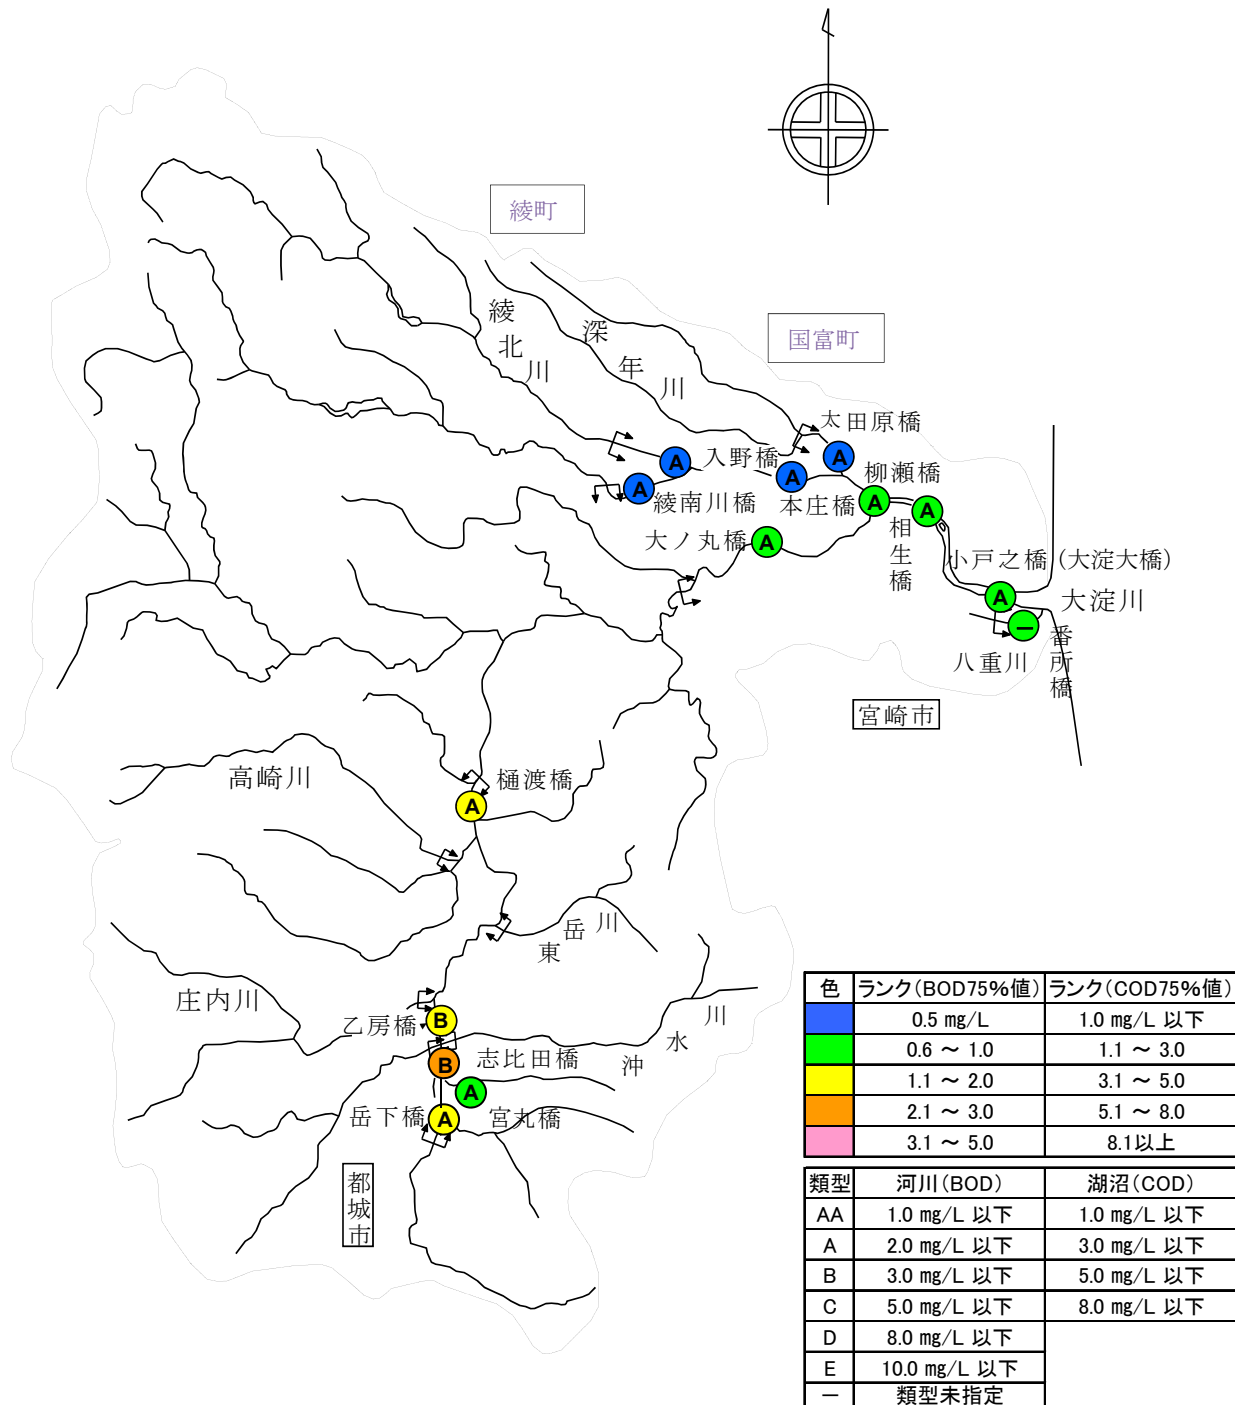 綾町
国富町
綾北川
深年川
太田原橋
入野橋
柳瀬橋
A
A
A
A
綾南川橋
本庄橋
A
A
相生橋
大ノ丸橋
A
小戸之橋(大淀大橋)
A
大淀川
－
番所橋
八重川
宮崎市
高崎川
樋渡橋
A
東岳川
庄内川
乙房橋
B
沖水川
志比田橋
B
A
岳下橋
A
宮丸橋
都城市
色 ランク(BOD75%値) ランク(COD75%値)
0.5 mg/L 1.0 mg/L 以下
0.6 ～ 1.0 1.1 ～ 3.0
1.1 ～ 2.0 3.1 ～ 5.0
2.1 ～ 3.0 5.1 ～ 8.0
3.1 ～ 5.0 8.1以上
類型 河川(BOD) 湖沼(COD)
AA 1.0 mg/L 以下 1.0 mg/L 以下
A 2.0 mg/L 以下 3.0 mg/L 以下
B 3.0 mg/L 以下 5.0 mg/L 以下
C 5.0 mg/L 以下 8.0 mg/L 以下
D 8.0 mg/L 以下
E 10.0 mg/L 以下
－ 類型未指定